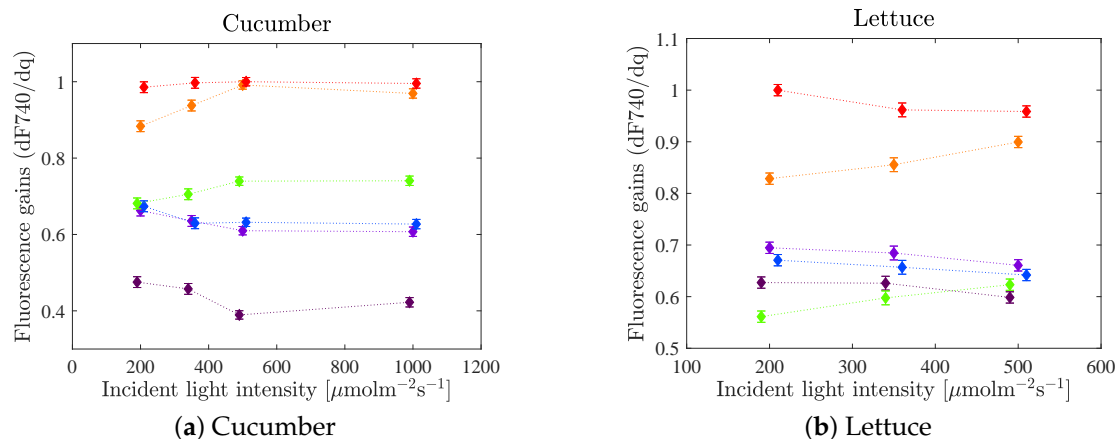 Cucumber
Fluorescence gains (dF740/dq)
1
0.8
0.6
0.4
0 200 400 600 800 1000 1200
Incident light intensity [μmolm⁻²s⁻¹]
(a) Cucumber
Lettuce
Fluorescence gains (dF740/dq)
1.1
1.0
0.9
0.8
0.7
0.6
0.5
100 200 300 400 500 600
Incident light intensity [μmolm⁻²s⁻¹]
(b) Lettuce